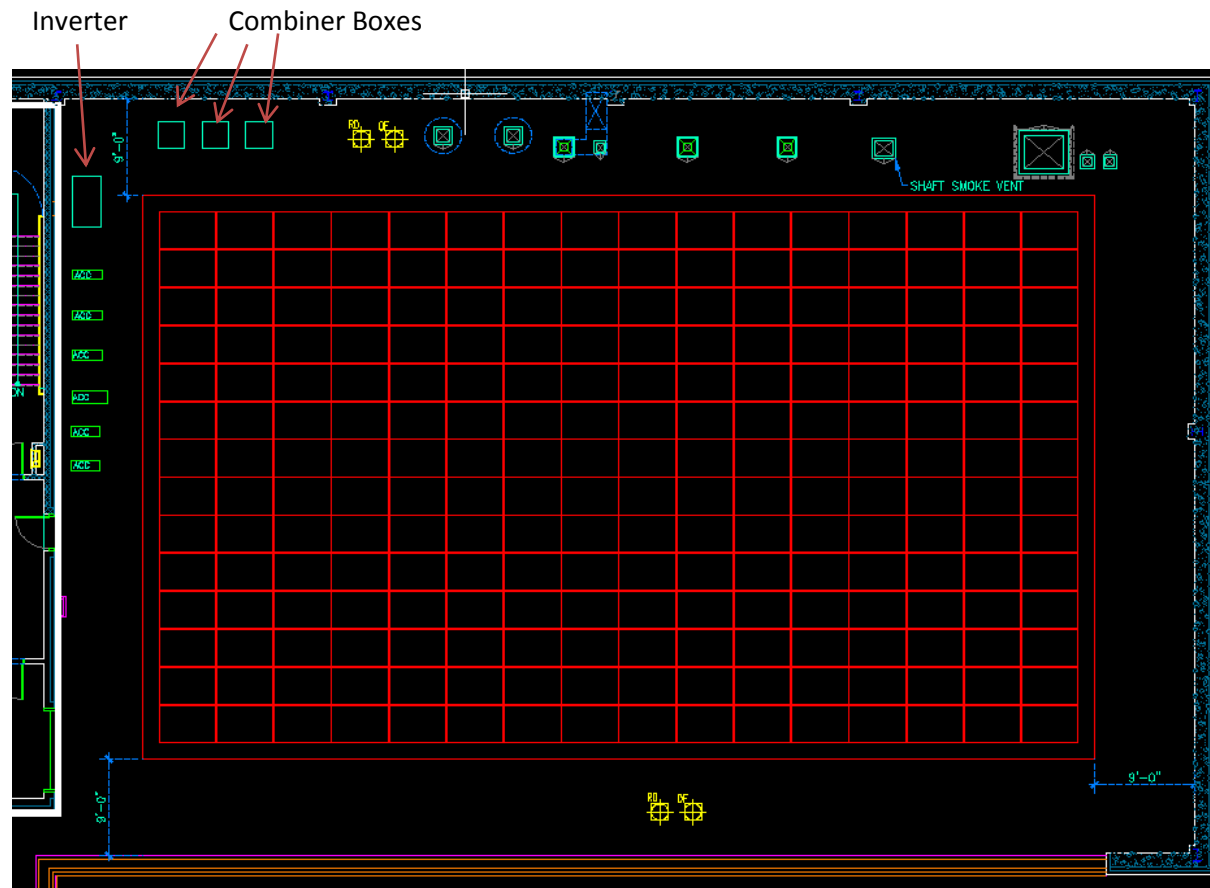 Inverter
Combiner Boxes
RD
OF
9'-0"
SHAFT SMOKE VENT
ACC
ACC
ACC
ACC
ACC
ACC
DN
9'-0"
RD
OF
9'-0"